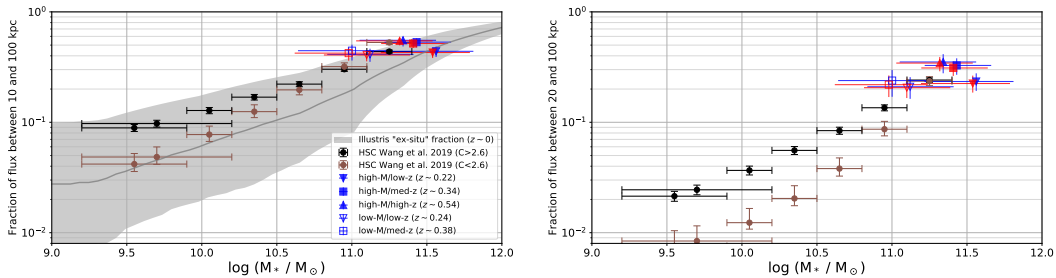 Fraction of flux between 10 and 100 kpc
10⁰
10⁻¹
10⁻²
Illustris "ex-situ" fraction (z ~ 0)
HSC Wang et al. 2019 (C>2.6)
HSC Wang et al. 2019 (C<2.6)
high-M/low-z (z ~ 0.22)
high-M/med-z (z ~ 0.34)
high-M/high-z (z ~ 0.54)
low-M/low-z (z ~ 0.24)
low-M/med-z (z ~ 0.38)
9.0 9.5 10.0 10.5 11.0 11.5 12.0
log (M* / M⊙)
Fraction of flux between 20 and 100 kpc
10⁰
10⁻¹
10⁻²
9.0 9.5 10.0 10.5 11.0 11.5 12.0
log (M* / M⊙)